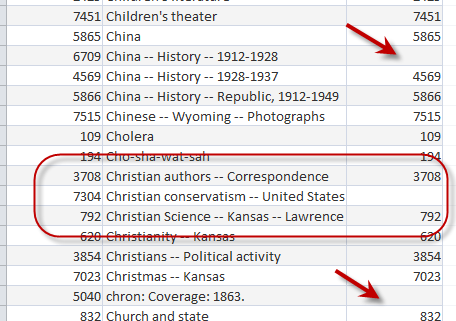 7451 Children's theater 7451
5865 China 5865
6709 China -- History -- 1912-1928
4569 China -- History -- 1928-1937 4569
5866 China -- History -- Republic, 1912-1949 5866
7515 Chinese -- Wyoming -- Photographs 7515
109 Cholera 109
194 Cho-sha-wat-sah 194
3708 Christian authors -- Correspondence 3708
7304 Christian conservatism -- United States
792 Christian Science -- Kansas -- Lawrence 792
620 Christianity -- Kansas 620
3854 Christians -- Political activity 3854
7023 Christmas -- Kansas 7023
5040 chron: Coverage: 1863.
832 Church and state 832